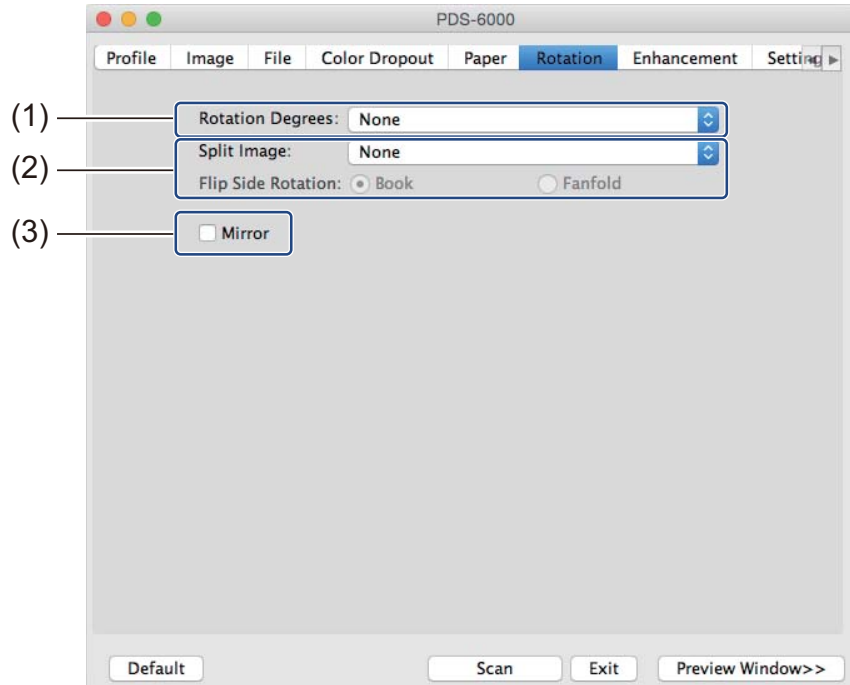 PDS-6000
Profile Image File Color Dropout Paper Rotation Enhancement Setting
(1) Rotation Degrees: None
(2) Split Image: None
Flip Side Rotation: Book Fanfold
(3) Mirror
Default Scan Exit Preview Window>>